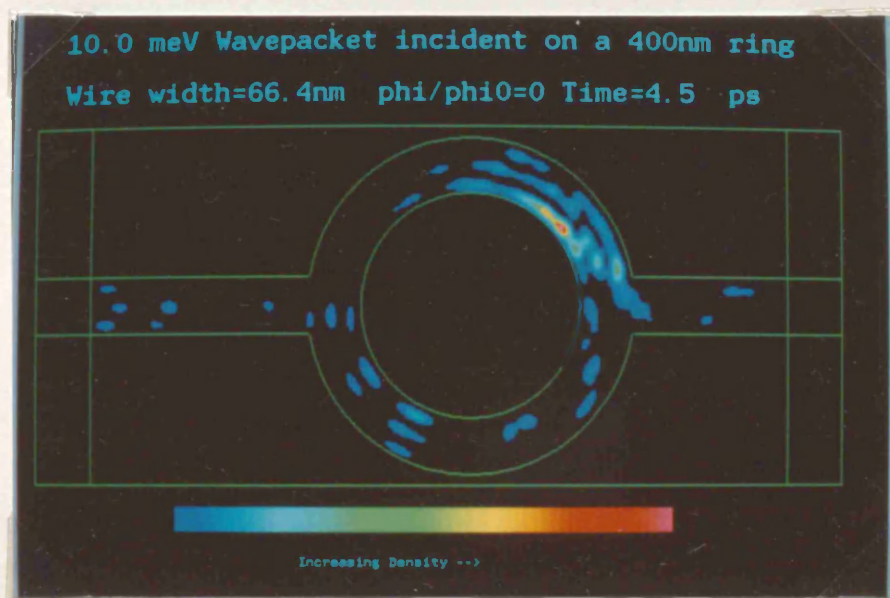 10.0 meV Wavepacket incident on a 400nm ring
Wire width=66.4nm phi/phi0=0 Time=4.5 ps
Increasing Density -->